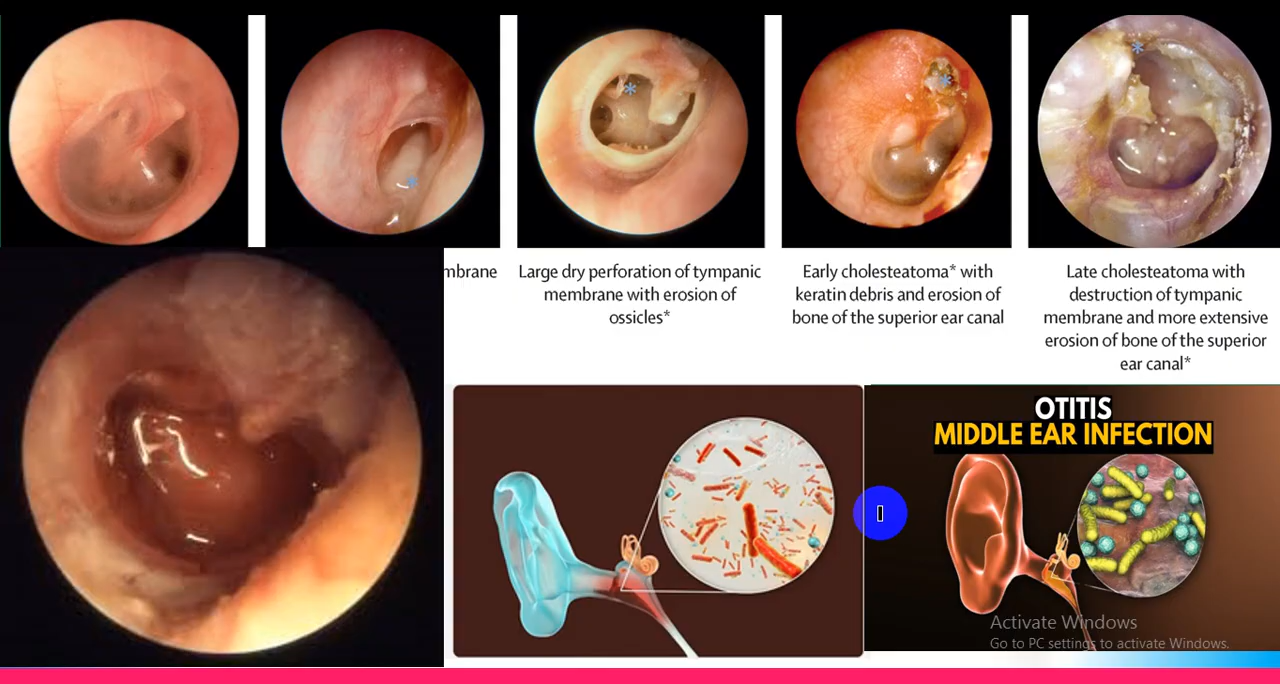 mbrane
Large dry perforation of tympanic
membrane with erosion of
ossicles*
Early cholesteatoma* with
keratin debris and erosion of
bone of the superior ear canal
Late cholesteatoma with
destruction of tympanic
membrane and more extensive
erosion of bone of the superior
ear canal*
OTITIS
MIDDLE EAR INFECTION
Activate Windows
Go to PC settings to activate Windows.